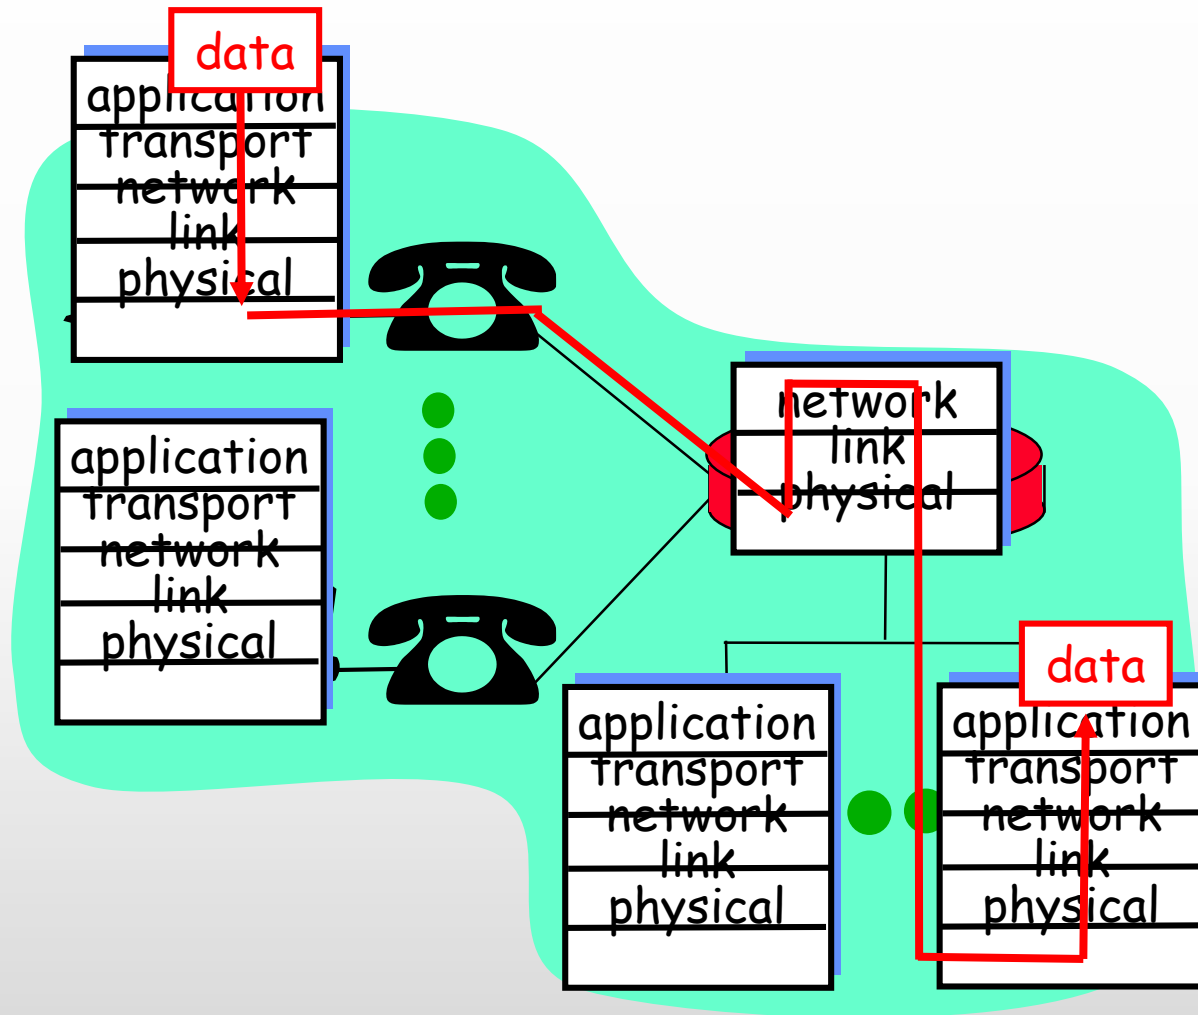 data
application
transport
network
link
physical
network
link
physical
application
transport
network
link
physical
application
transport
network
link
physical
data
application
transport
network
link
physical